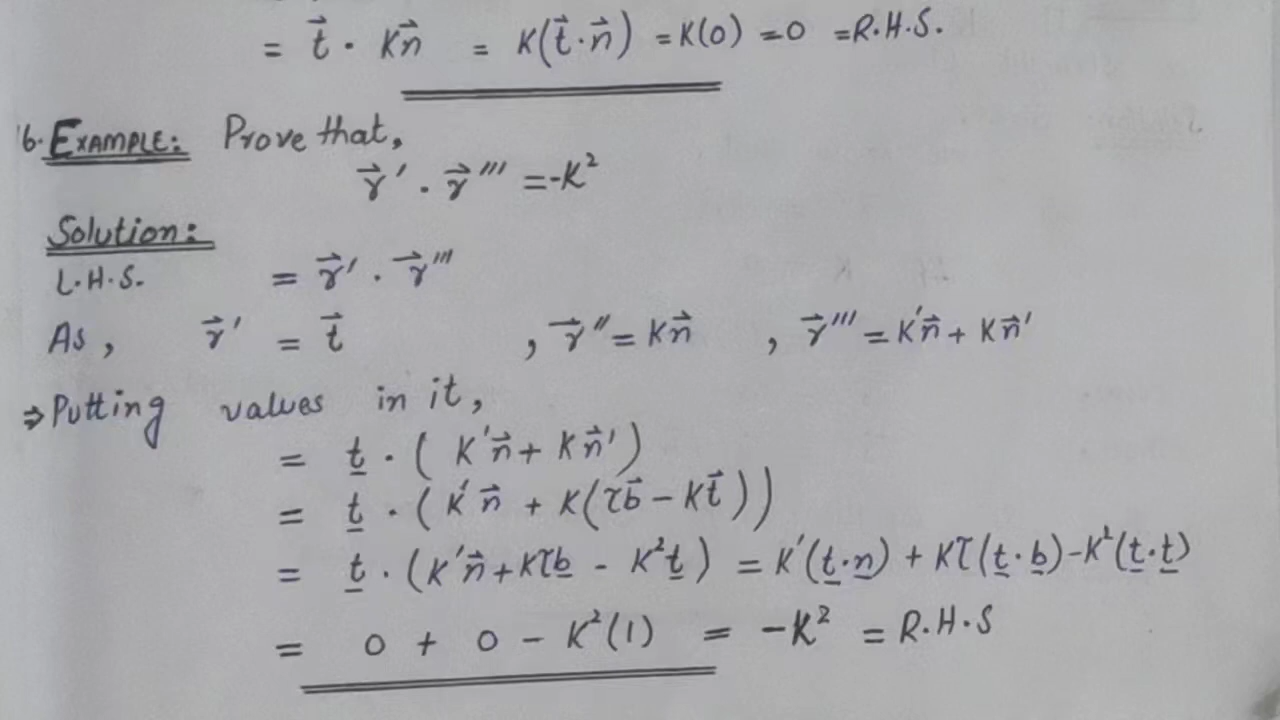 = t⃗ · Kn⃗ = K(t⃗·n⃗) = K(0) = 0 = R.H.S.
16. EXAMPLE: Prove that,
r⃗' · r⃗''' = -K²
Solution:
L.H.S. = r⃗' · r⃗'''
As, r⃗' = t⃗ , r⃗'' = Kn⃗ , r⃗''' = K'n⃗ + Kn⃗'
⇒ Putting values in it,
= t̲ · ( K'n⃗ + Kn⃗' )
= t̲ · ( K'n⃗ + K(τb⃗ - Kt⃗ ))
= t̲ · (K'n⃗ + Kτb̲ - K²t̲ ) = K'(t̲·n̲) + Kτ(t̲·b̲) - K²(t̲·t̲)
= 0 + 0 - K²(1) = -K² = R.H.S